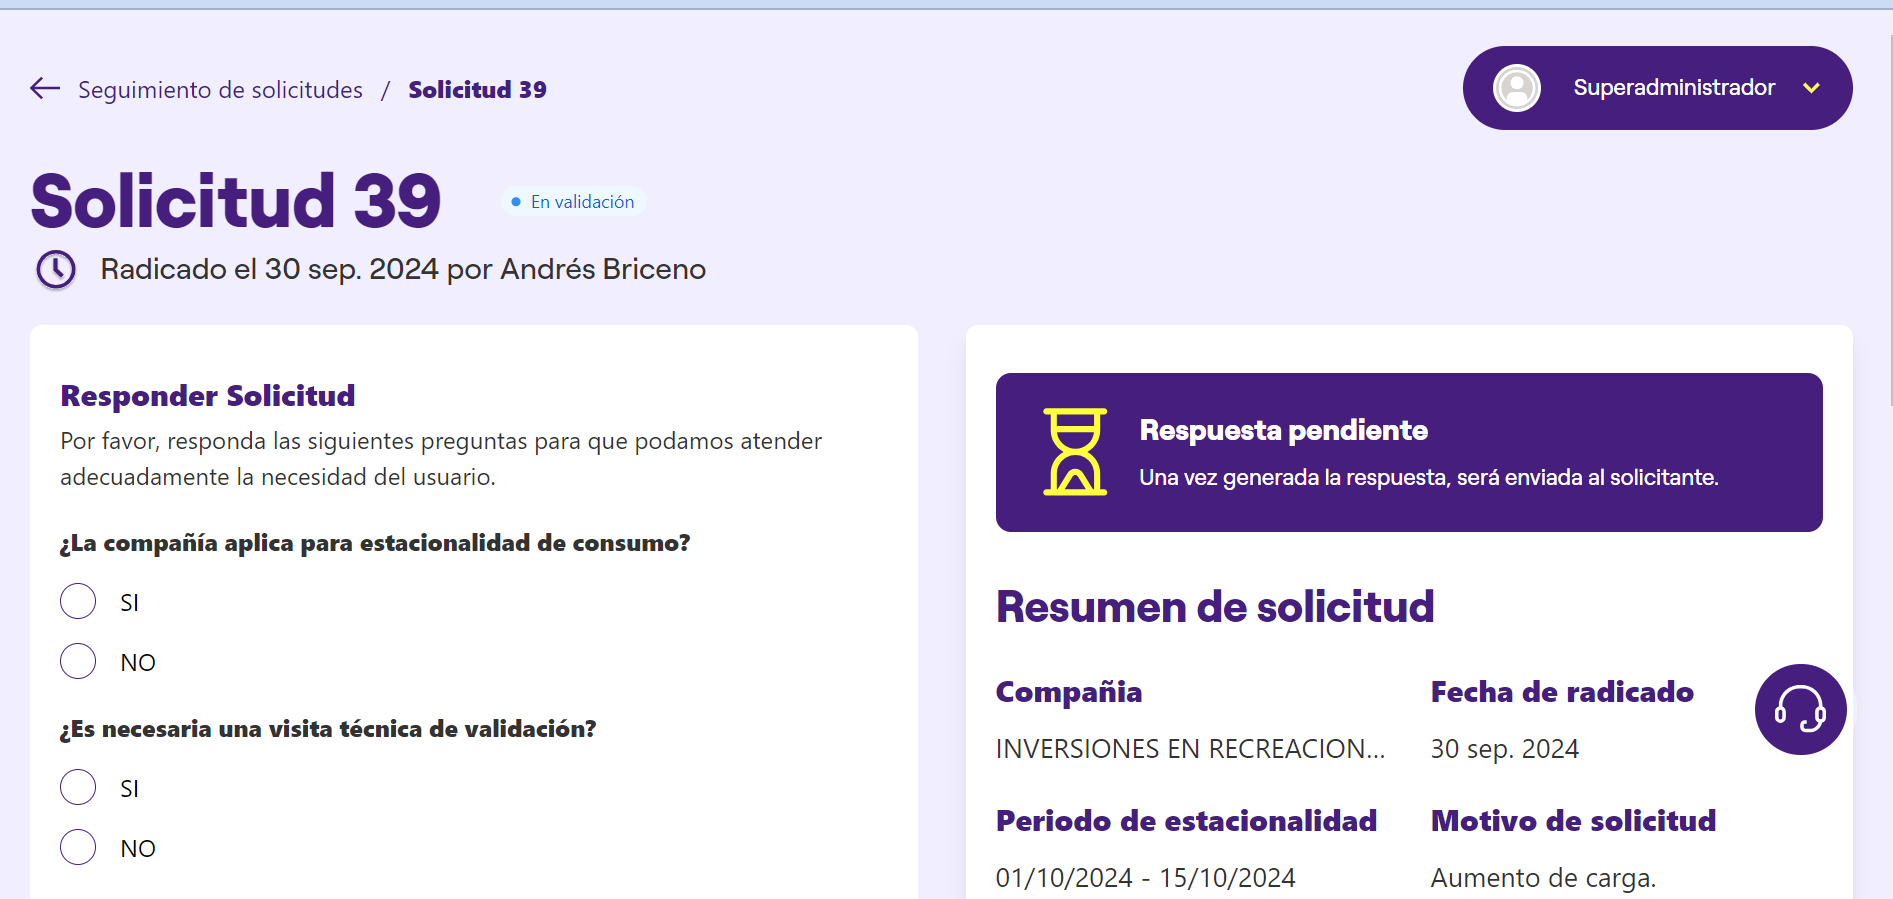 Seguimiento de solicitudes / Solicitud 39
Superadministrador
Solicitud 39
En validación
Radicado el 30 sep. 2024 por Andrés Briceno
Responder Solicitud
Por favor, responda las siguientes preguntas para que podamos atender
adecuadamente la necesidad del usuario.
¿La compañía aplica para estacionalidad de consumo?
SI
NO
¿Es necesaria una visita técnica de validación?
SI
NO
Respuesta pendiente
Una vez generada la respuesta, será enviada al solicitante.
Resumen de solicitud
Compañia
INVERSIONES EN RECREACION...
Fecha de radicado
30 sep. 2024
Periodo de estacionalidad
01/10/2024 - 15/10/2024
Motivo de solicitud
Aumento de carga.